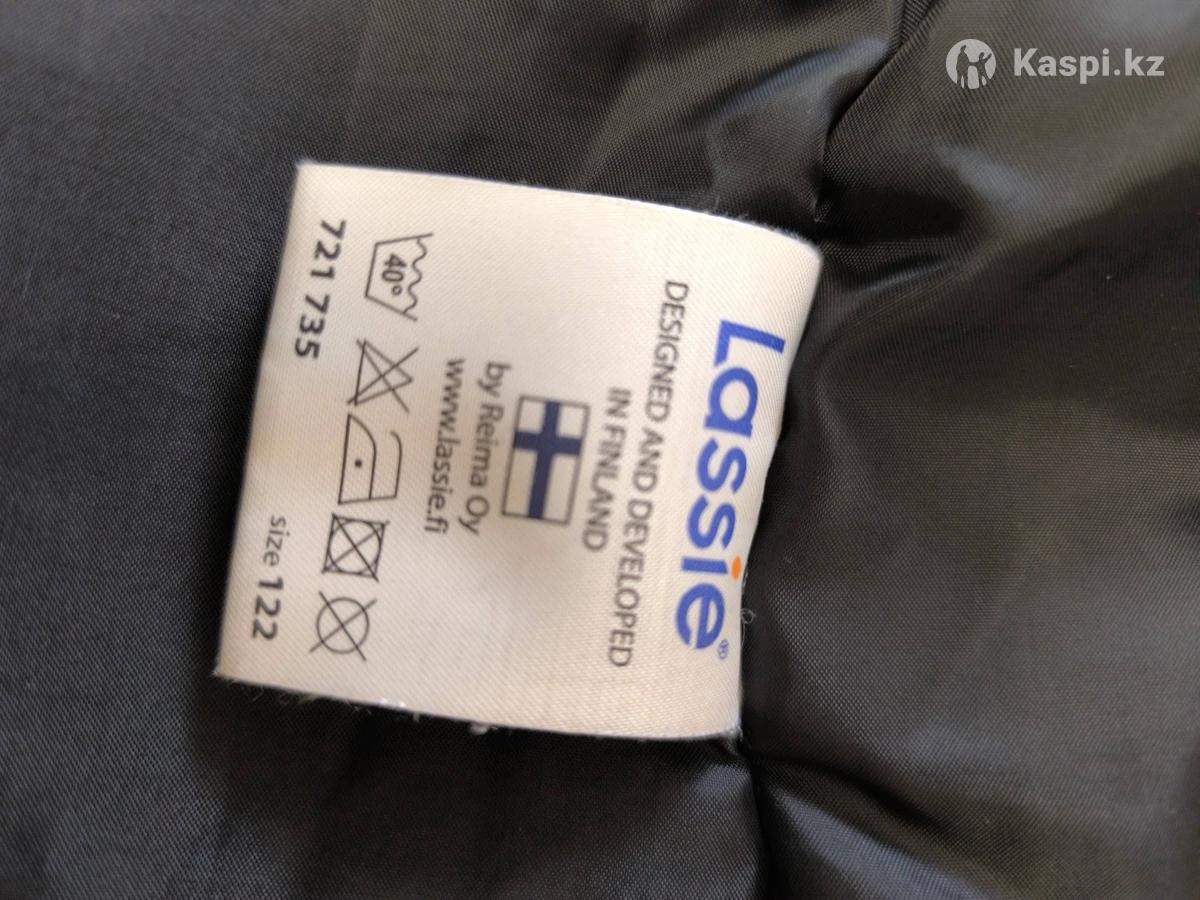 Kaspi.kz
Lassie®
DESIGNED AND DEVELOPED
IN FINLAND
by Reima Oy
www.lassie.fi
40°
721 735
size 122